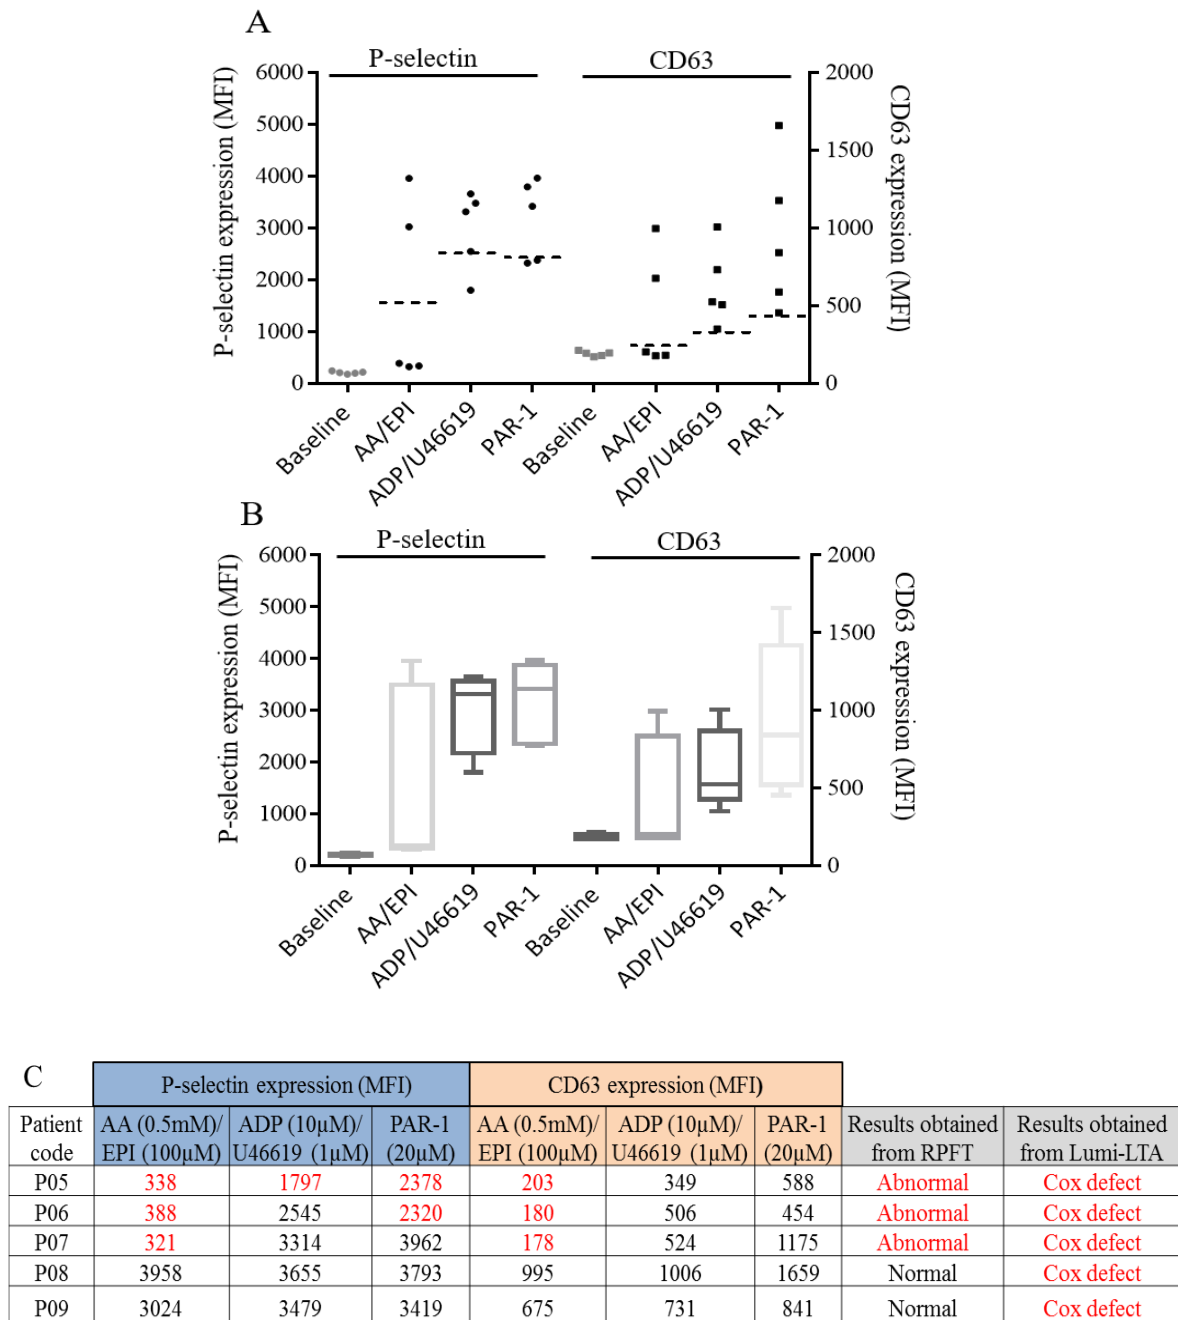 A
P-selectin
CD63
6000
5000
4000
3000
2000
1000
0
P-selectin expression (MFI)
2000
1500
1000
500
0
CD63 expression (MFI)
Baseline
AA/EPI
ADP/U46619
PAR-1
Baseline
AA/EPI
ADP/U46619
PAR-1
B
P-selectin
CD63
6000
5000
4000
3000
2000
1000
0
P-selectin expression (MFI)
2000
1500
1000
500
0
CD63 expression (MFI)
Baseline
AA/EPI
ADP/U46619
PAR-1
Baseline
AA/EPI
ADP/U46619
PAR-1
C
P-selectin expression (MFI) CD63 expression (MFI)
Patient AA (0.5mM)/ ADP (10µM)/ PAR-1 AA (0.5mM)/ ADP (10µM)/ PAR-1 Results obtained Results obtained
code EPI (100µM) U46619 (1µM) (20µM) EPI (100µM) U46619 (1µM) (20µM) from RPFT from Lumi-LTA
P05 338 1797 2378 203 349 588 Abnormal Cox defect
P06 388 2545 2320 180 506 454 Abnormal Cox defect
P07 321 3314 3962 178 524 1175 Abnormal Cox defect
P08 3958 3655 3793 995 1006 1659 Normal Cox defect
P09 3024 3479 3419 675 731 841 Normal Cox defect